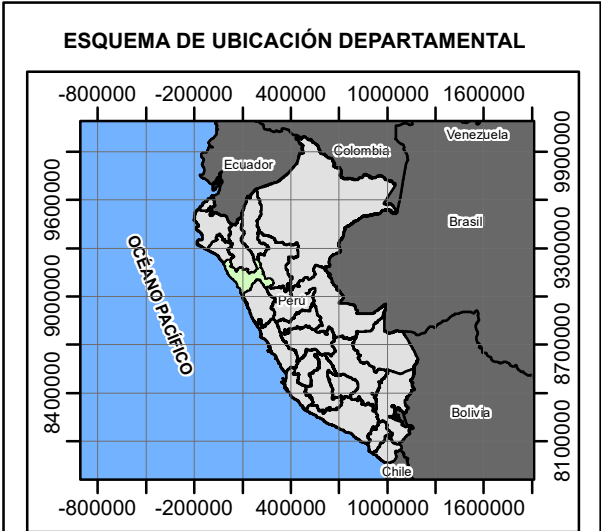 ESQUEMA DE UBICACIÓN DEPARTAMENTAL
-800000 -200000 400000 1000000 1600000
Venezuela
Colombia
Ecuador
Brasil
Perú
Bolivia
Chile
OCÉANO PACÍFICO
9600000
9000000
8400000
9900000
9300000
8700000
8100000
-800000 -200000 400000 1000000 1600000